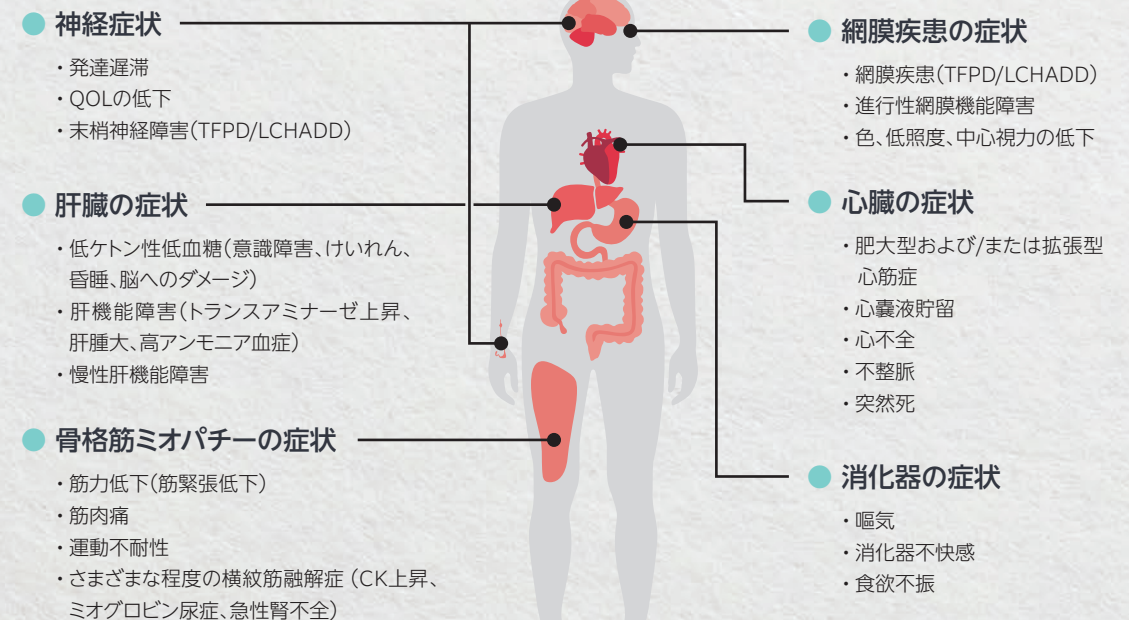 神経症状
・発達遅滞
・QOLの低下
・末梢神経障害（TFPD/LCHADD）
肝臓の症状
・低ケトン性低血糖（意識障害、けいれん、
昏睡、脳へのダメージ）
・肝機能障害（トランスアミナーゼ上昇、
肝腫大、高アンモニア血症）
・慢性肝機能障害
骨格筋ミオパチーの症状
・筋力低下（筋緊張低下）
・筋肉痛
・運動不耐性
・さまざまな程度の横紋筋融解症（CK上昇、
ミオグロビン尿症、急性腎不全）
網膜疾患の症状
・網膜疾患（TFPD/LCHADD）
・進行性網膜機能障害
・色、低照度、中心視力の低下
心臓の症状
・肥大型および/または拡張型
心筋症
・心嚢液貯留
・心不全
・不整脈
・突然死
消化器の症状
・嘔気
・消化器不快感
・食欲不振